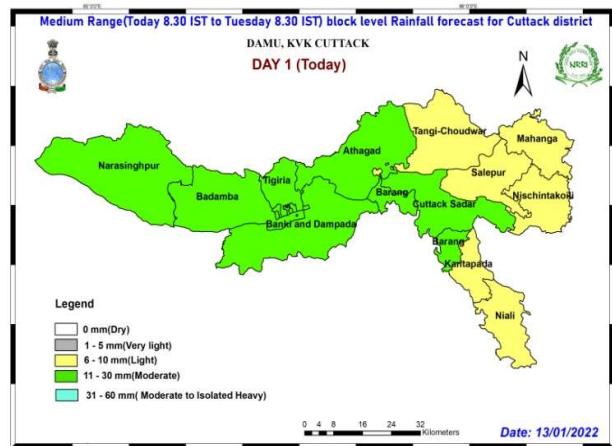 Medium Range(Today 8.30 IST to Tuesday 8.30 IST) block level Rainfall forecast for Cuttack district
DAMU, KVK CUTTACK
DAY 1 (Today)
N
NRRI
Tangi-Choudwar
Mahanga
Athagad
Narasinghpur
Salepur
Tigiria
Badamba
Barang
Nischintakoili
Cuttack Sadar
Banki and Dampada
Barang
Kantapada
Niali
Legend
0 mm(Dry)
1 - 5 mm(Very light)
6 - 10 mm(Light)
11 - 30 mm(Moderate)
31 - 60 mm( Moderate to Isolated Heavy)
0 4 8 16 24 32
Kilometers
Date: 13/01/2022